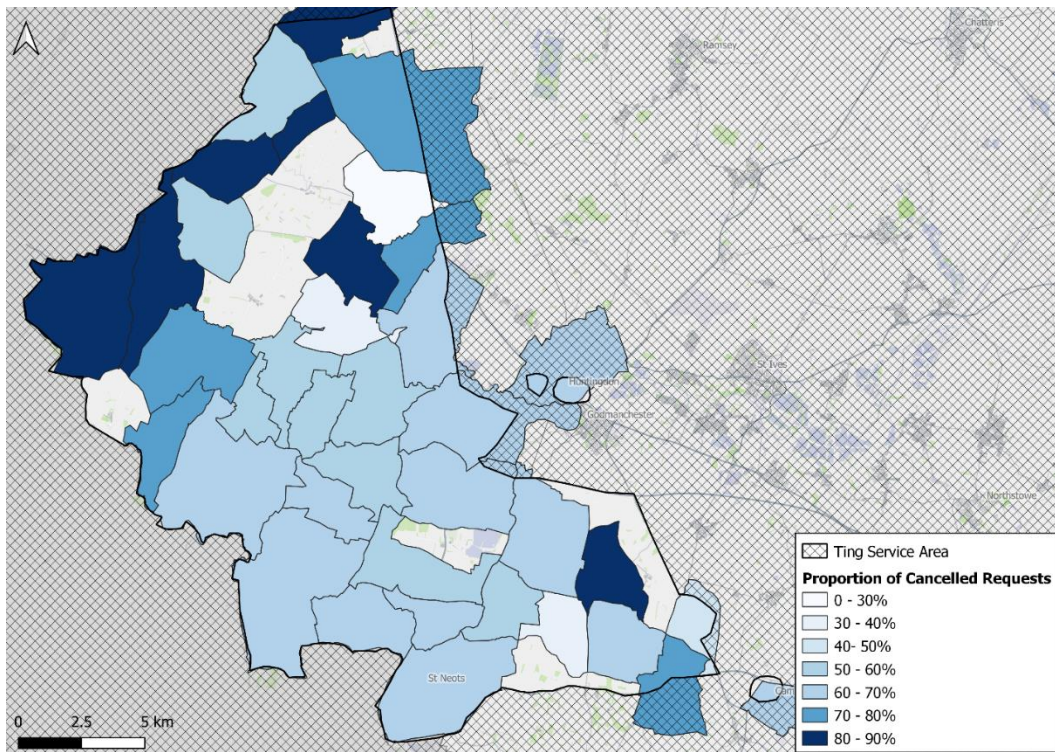 Chatteris
Ramsey
St Ives
Huntingdon
Godmanchester
Northstowe
St Neots
Cam
Ting Service Area
Proportion of Cancelled Requests
0 - 30%
30 - 40%
40- 50%
50 - 60%
60 - 70%
70 - 80%
80 - 90%
0 2.5 5 km